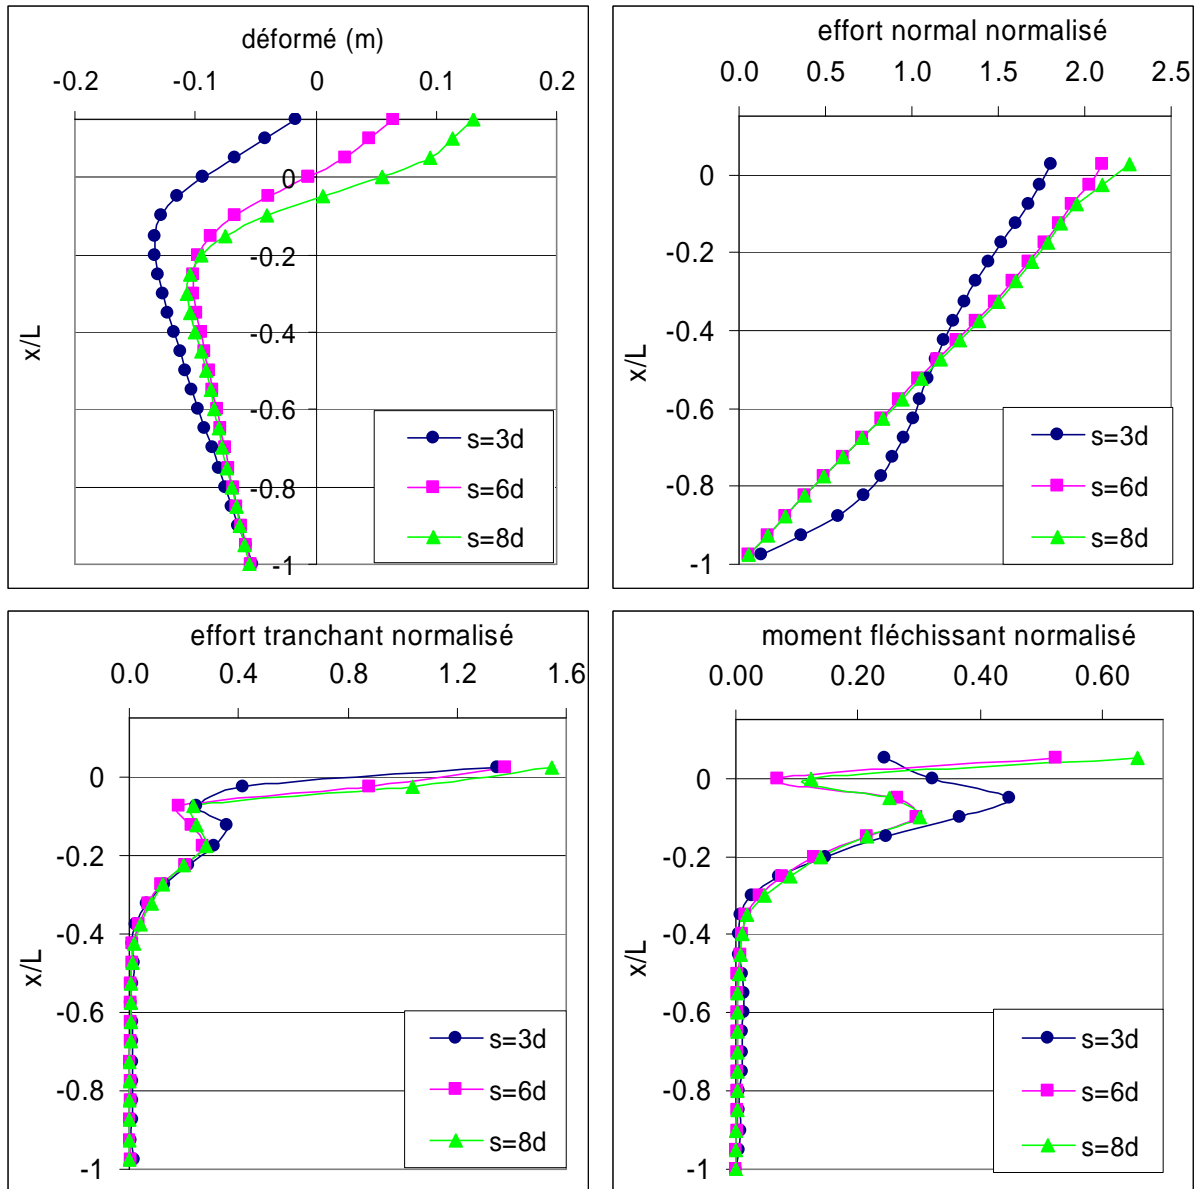 déformé (m)
-0.2 -0.1 0 0.1 0.2
0
-0.2
-0.4
-0.6
-0.8
-1
x/L
s=3d
s=6d
s=8d
effort normal normalisé
0.0 0.5 1.0 1.5 2.0 2.5
0
-0.2
-0.4
-0.6
-0.8
-1
x/L
s=3d
s=6d
s=8d
effort tranchant normalisé
0.0 0.4 0.8 1.2 1.6
0
-0.2
-0.4
-0.6
-0.8
-1
x/L
s=3d
s=6d
s=8d
moment fléchissant normalisé
0.00 0.20 0.40 0.60
0
-0.2
-0.4
-0.6
-0.8
-1
x/L
s=3d
s=6d
s=8d